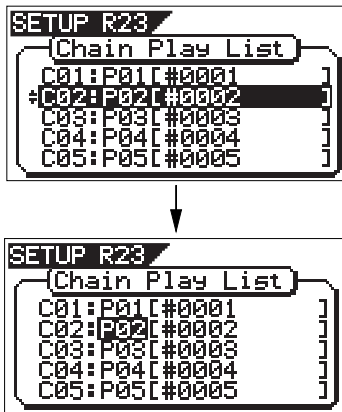 SETUP R23
Chain Play List
C01:P01[#0001 ]
C02:P02[#0002 ]
C03:P03[#0003 ]
C04:P04[#0004 ]
C05:P05[#0005 ]
SETUP R23
Chain Play List
C01:P01[#0001 ]
C02:P02[#0002 ]
C03:P03[#0003 ]
C04:P04[#0004 ]
C05:P05[#0005 ]